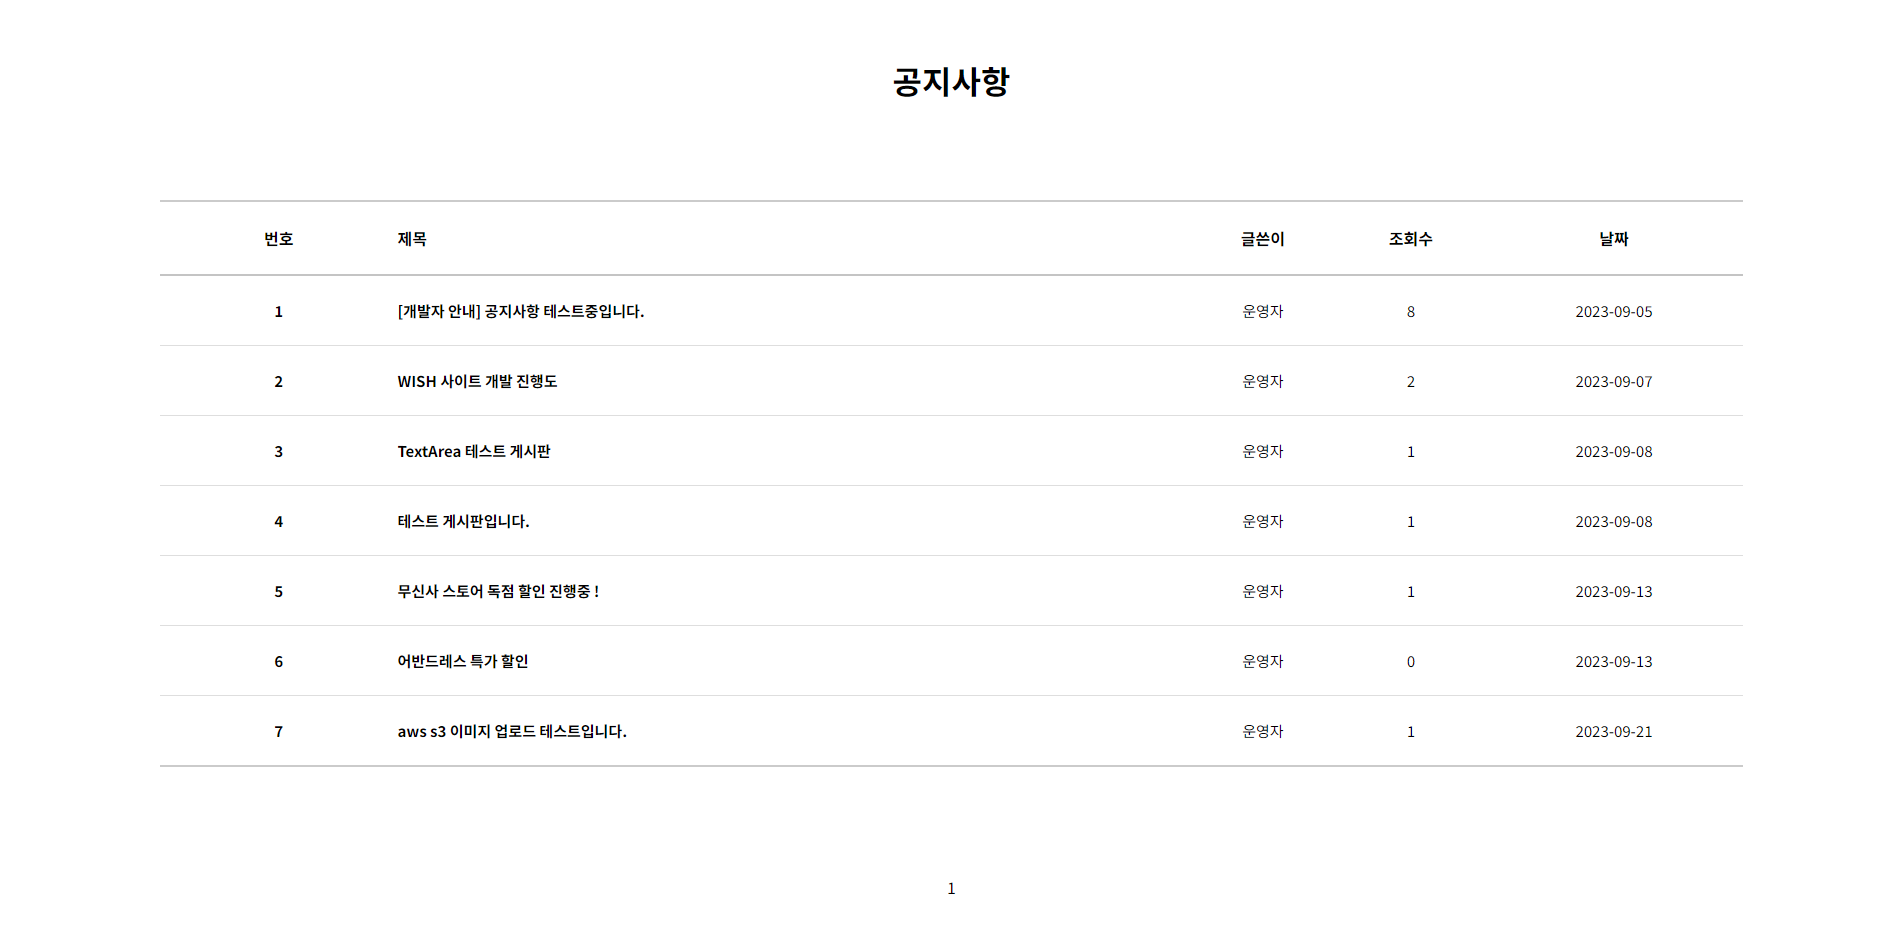 공지사항
번호 제목 글쓴이 조회수 날짜
1 [개발자 안내] 공지사항 테스트중입니다. 운영자 8 2023-09-05
2 WISH 사이트 개발 진행도 운영자 2 2023-09-07
3 TextArea 테스트 게시판 운영자 1 2023-09-08
4 테스트 게시판입니다. 운영자 1 2023-09-08
5 무신사 스토어 독점 할인 진행중 ! 운영자 1 2023-09-13
6 어반드레스 특가 할인 운영자 0 2023-09-13
7 aws s3 이미지 업로드 테스트입니다. 운영자 1 2023-09-21
1